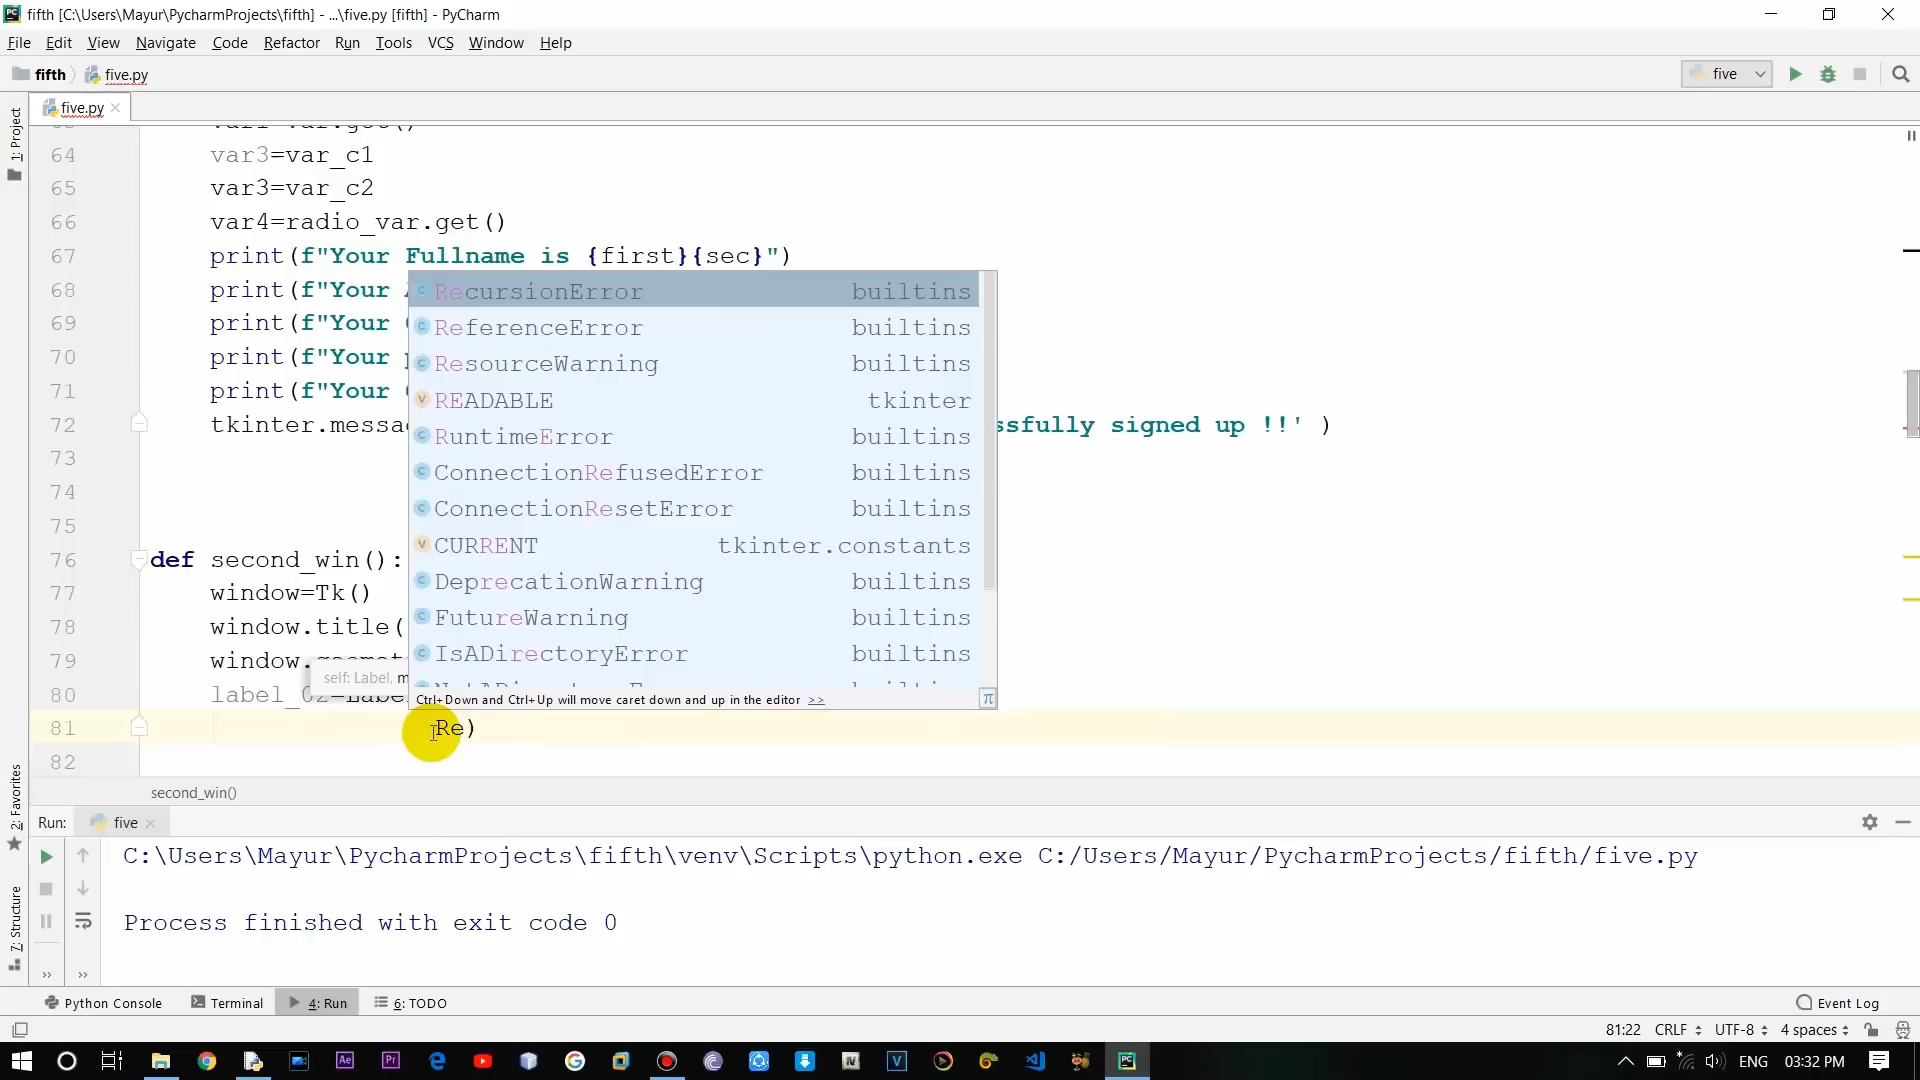 fifth [C:\Users\Mayur\PycharmProjects\fifth] - ...\five.py [fifth] - PyCharm
File Edit View Navigate Code Refactor Run Tools VCS Window Help
fifth five.py
five
five.py
1: Project
64 var3=var_c1
65 var3=var_c2
66 var4=radio_var.get()
67 print(f"Your Fullname is {first}{sec}")
68 print(f"Your
69 print(f"Your
70 print(f"Your
71 print(f"Your
72 tkinter.messa ssfully signed up !!' )
73
74
75
76 def second_win():
77 window=Tk()
78 window.title(
79 window.
80
81 Re)
82
RecursionError builtins
ReferenceError builtins
ResourceWarning builtins
READABLE tkinter
RuntimeError builtins
ConnectionRefusedError builtins
ConnectionResetError builtins
CURRENT tkinter.constants
DeprecationWarning builtins
FutureWarning builtins
IsADirectoryError builtins
Ctrl+Down and Ctrl+Up will move caret down and up in the editor >>
π
self: Label, m
second_win()
2: Favorites
7: Structure
Run: five
C:\Users\Mayur\PycharmProjects\fifth\venv\Scripts\python.exe C:/Users/Mayur/PycharmProjects/fifth/five.py
Process finished with exit code 0
Python Console Terminal 4: Run 6: TODO Event Log
81:22 CRLF UTF-8 4 spaces
ENG 03:32 PM